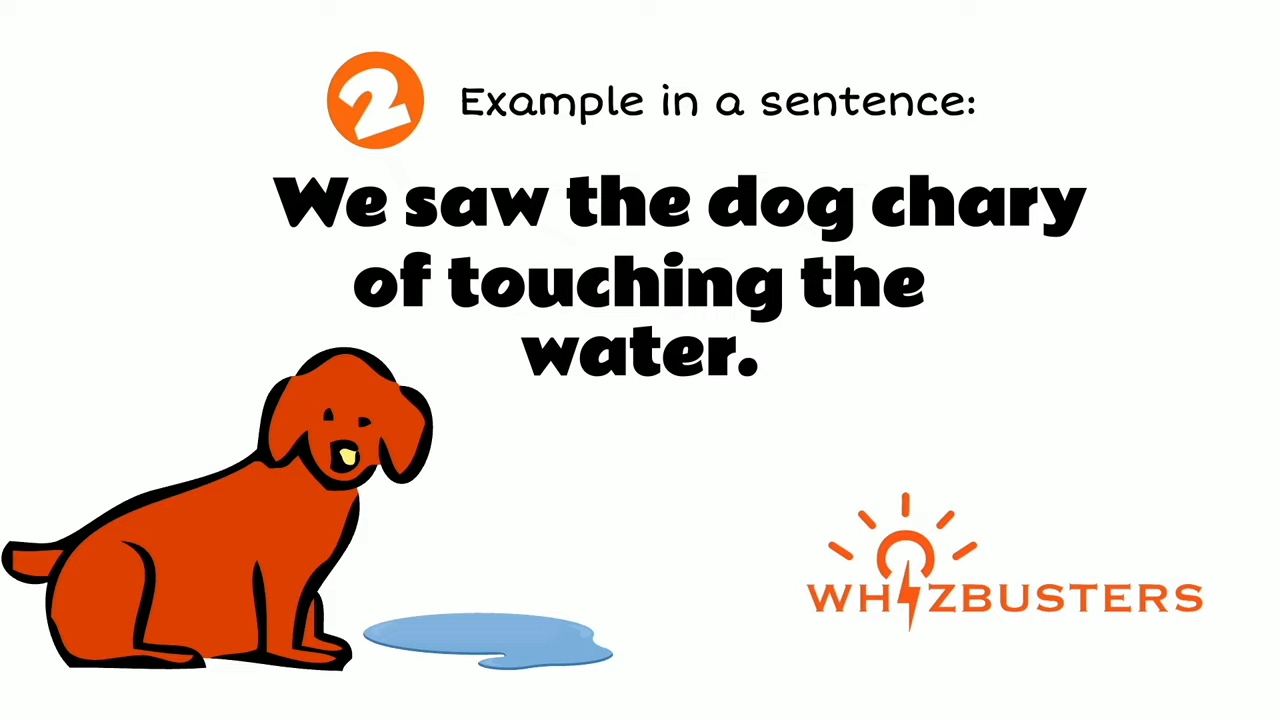 2 Example in a sentence:
We saw the dog chary
of touching the
water.
WHIZBUSTERS